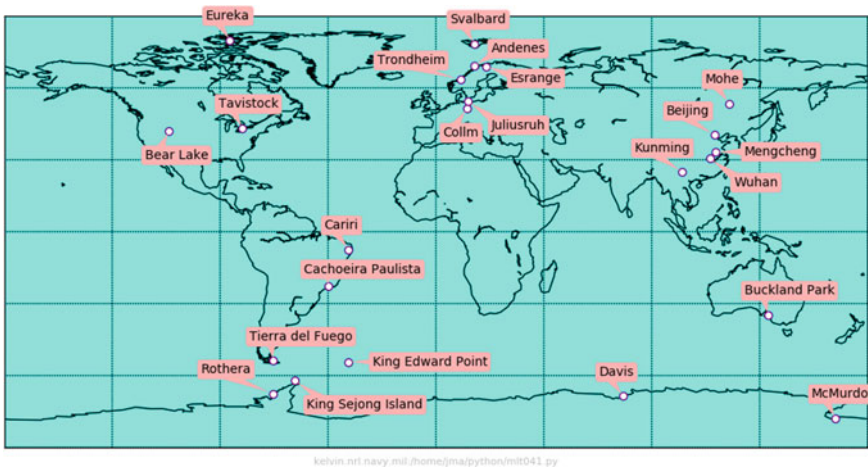 Eureka
Svalbard
Andenes
Trondheim
Esrange
Mohe
Tavistock
Beijing
Juliusruh
Collm
Bear Lake
Kunming
Mengcheng
Wuhan
Cariri
Cachoeira Paulista
Buckland Park
Tierra del Fuego
King Edward Point
Rothera
Davis
King Sejong Island
McMurdo
kelvin.nrl.navy.mil:/home/jma/python/mlt041.py